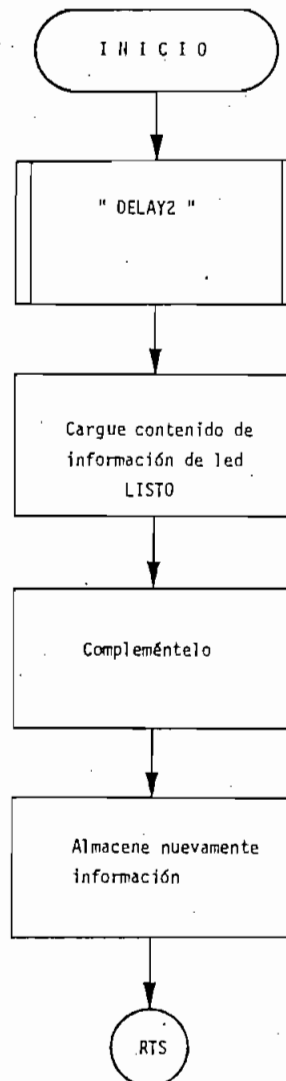 I N I C I O
" DELAY2 "
Cargue contenido de
información de led
LISTO
Compleméntelo
Almacene nuevamente
información
RTS